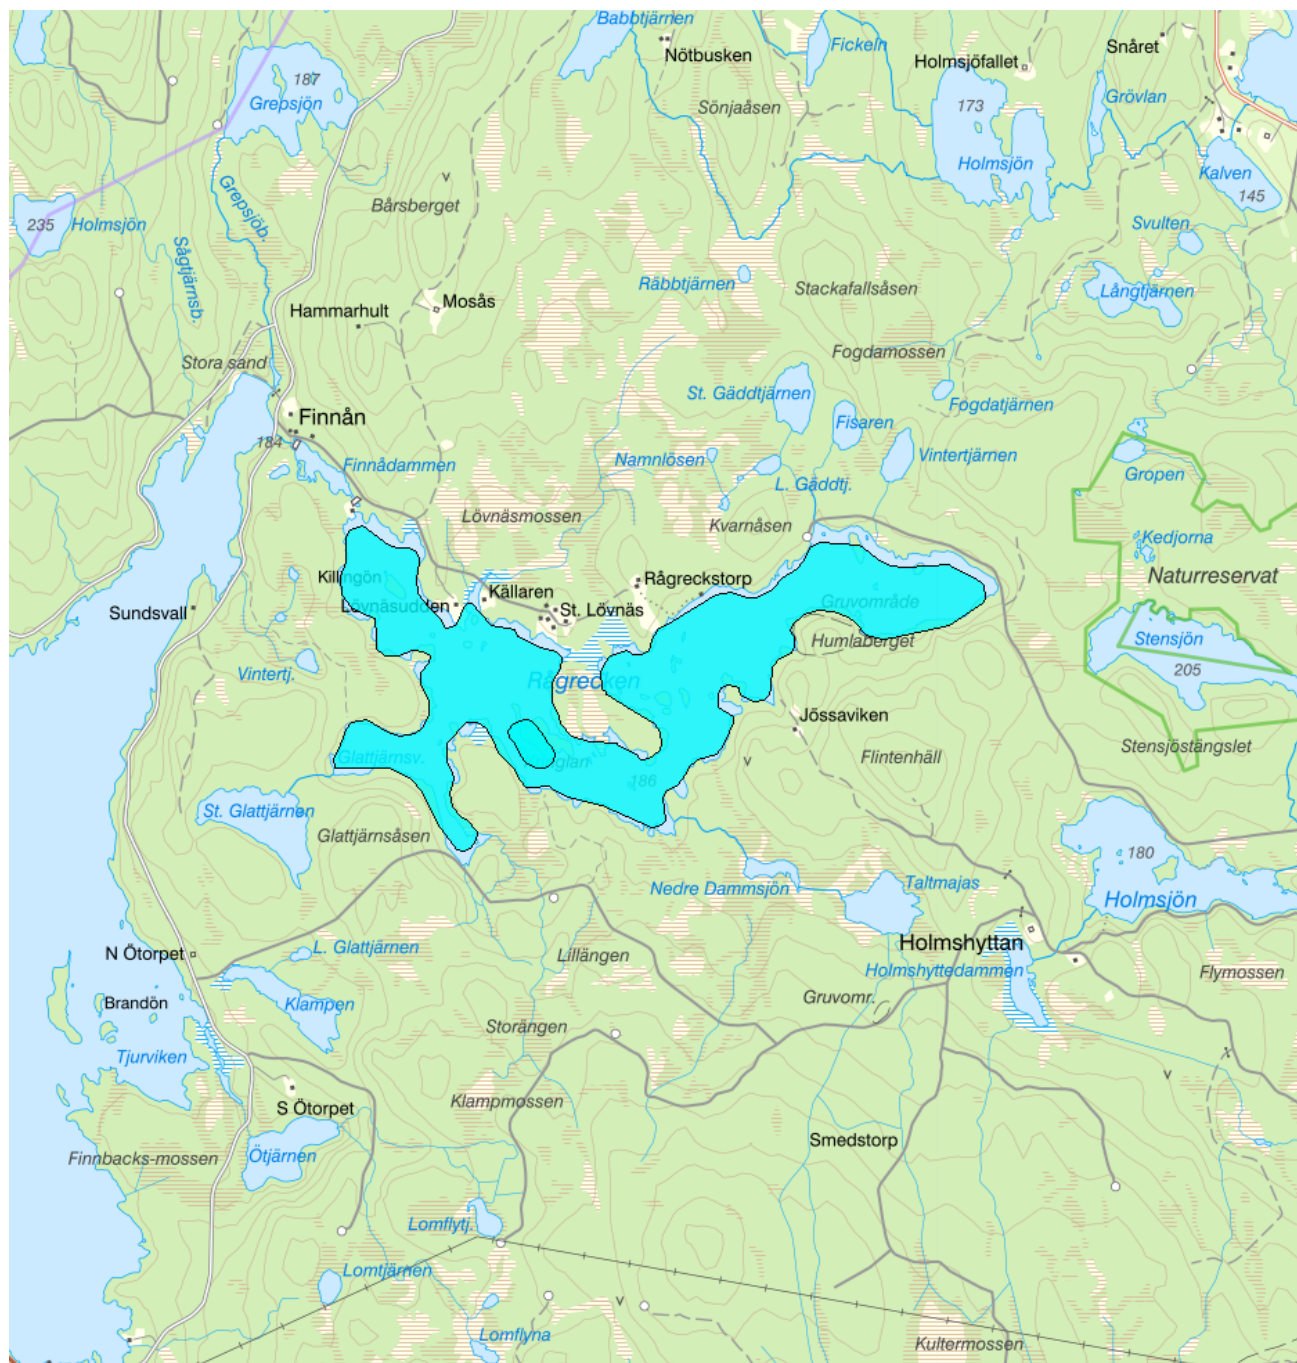 Babbtjärnen
Nötbusken
Fickeln
Holmsjöfallet
Snåret
187
Grepsjön
Sönjaåsen
173
Grövlan
Holmsjön
Kalven
145
Grepsjöb.
Bårsberget
235
Holmsjön
Svulten
Sågtjärnsb.
Räbbtjärnen
Stackafallsåsen
Långtjärnen
Hammarhult
Mosås
Stora sand
Fogdamossen
St. Gäddtjärnen
Fogdatjärnen
Finnån
Fisaren
184
Finnådammen
Namnlösen
Vintertjärnen
L. Gäddtj.
Gropen
Lövnäsmossen
Kvarnåsen
Kedjorna
Killingön
Rågreckstorp
Naturreservat
Källaren
Sundsvall
Lövnäsudden
St. Lövnäs
Gruvområde
Humlaberget
Stensjön
Vintertj.
Rågrecken
205
Jössaviken
Stensjöstängslet
Glattjärnsv.
Flintenhäll
186
St. Glattjärnen
Glattjärnsåsen
180
Nedre Dammsjön
Taltmajas
Holmsjön
L. Glattjärnen
Lillängen
Holmshyttan
N Ötorpet
Holmshyttedammen
Flymossen
Brandön
Klampen
Gruvomr.
Storängen
Tjurviken
Klampmossen
S Ötorpet
Smedstorp
Finnbacks-mossen
Ötjärnen
Lomflytj.
Lomtjärnen
Lomflyna
Kultermossen